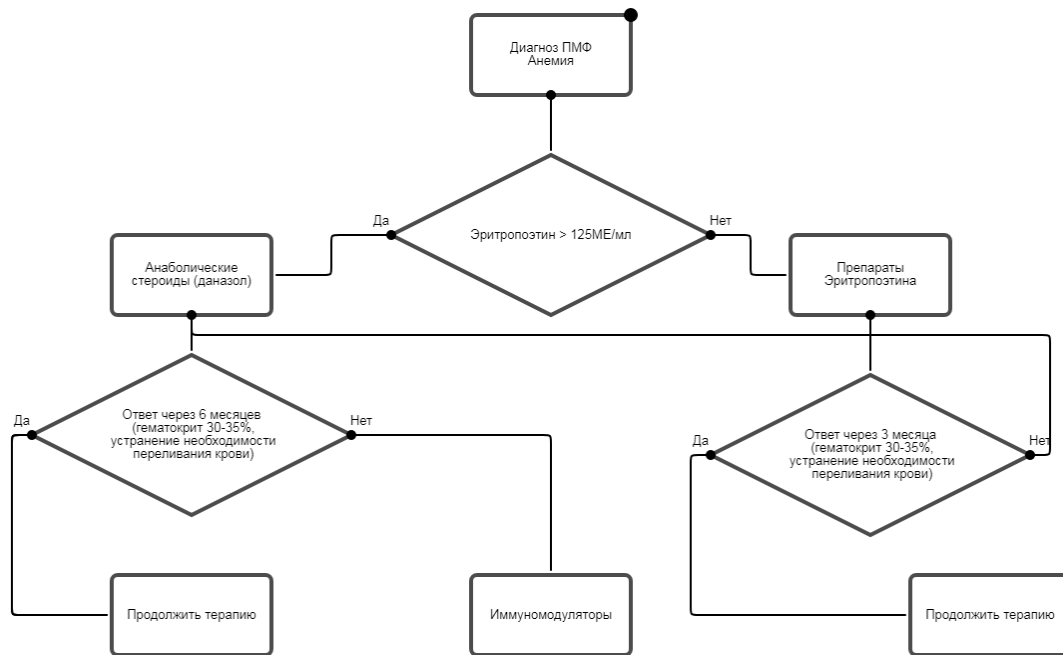 Диагноз ПМФ
Анемия
Да
Эритропоэтин > 125МЕ/мл
Нет
Анаболические
стероиды (даназол)
Препараты
Эритропоэтина
Да
Ответ через 6 месяцев
(гематокрит 30-35%,
устранение необходимости
переливания крови)
Нет
Да
Ответ через 3 месяца
(гематокрит 30-35%,
устранение необходимости
переливания крови)
Нет
Продолжить терапию
Иммуномодуляторы
Продолжить терапию